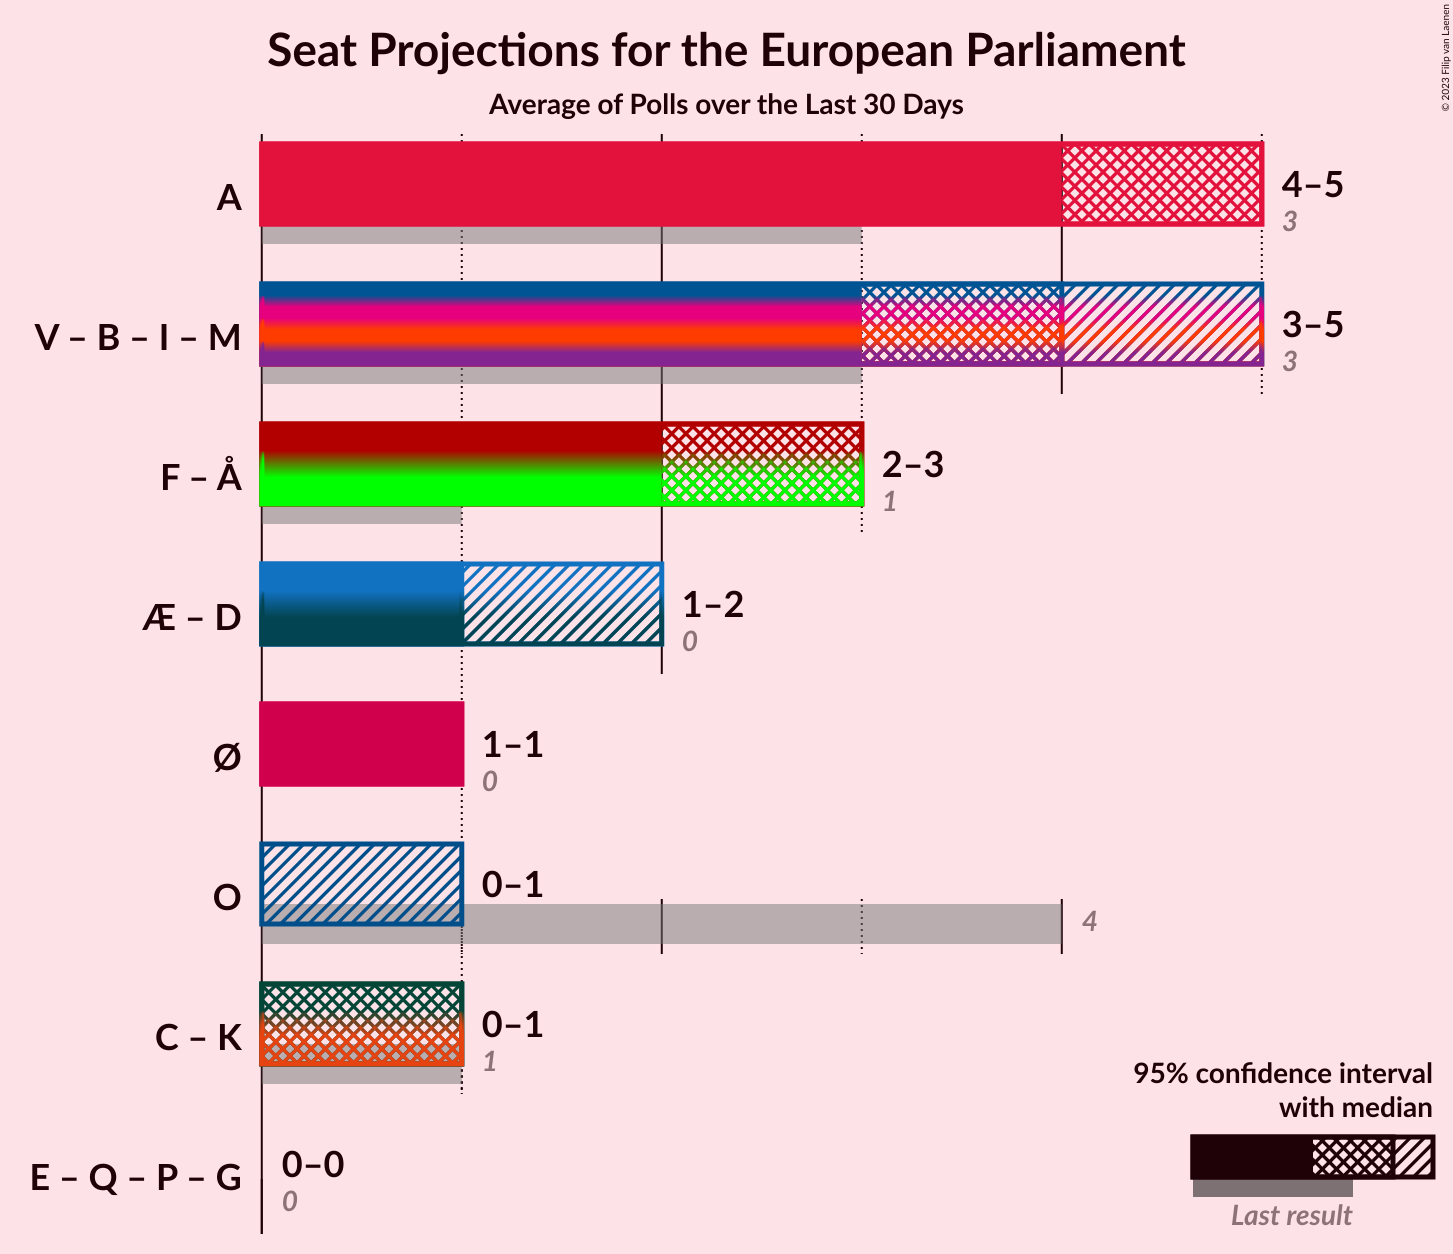 Seat Projections for the European Parliament
Average of Polls over the Last 30 Days
© 2023 Filip van Laenen
A
4–5
3
V – B – I – M
3–5
3
F – Å
2–3
1
Æ – D
1–2
0
Ø
1–1
0
O
0–1
4
C – K
0–1
1
E – Q – P – G
0–0
0
95% confidence interval
with median
Last result